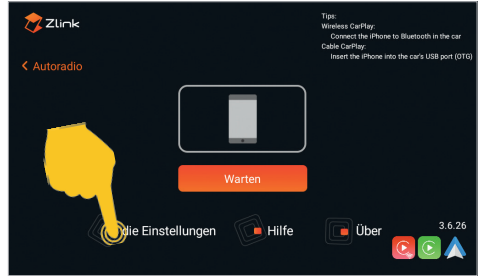 Zlink
Tips:
Wireless CarPlay:
Connect the iPhone to Bluetooth in the car
Cable CarPlay:
Insert the iPhone into the car's USB port (OTG)
Autoradio
Warten
die Einstellungen
Hilfe
Über
3.6.26